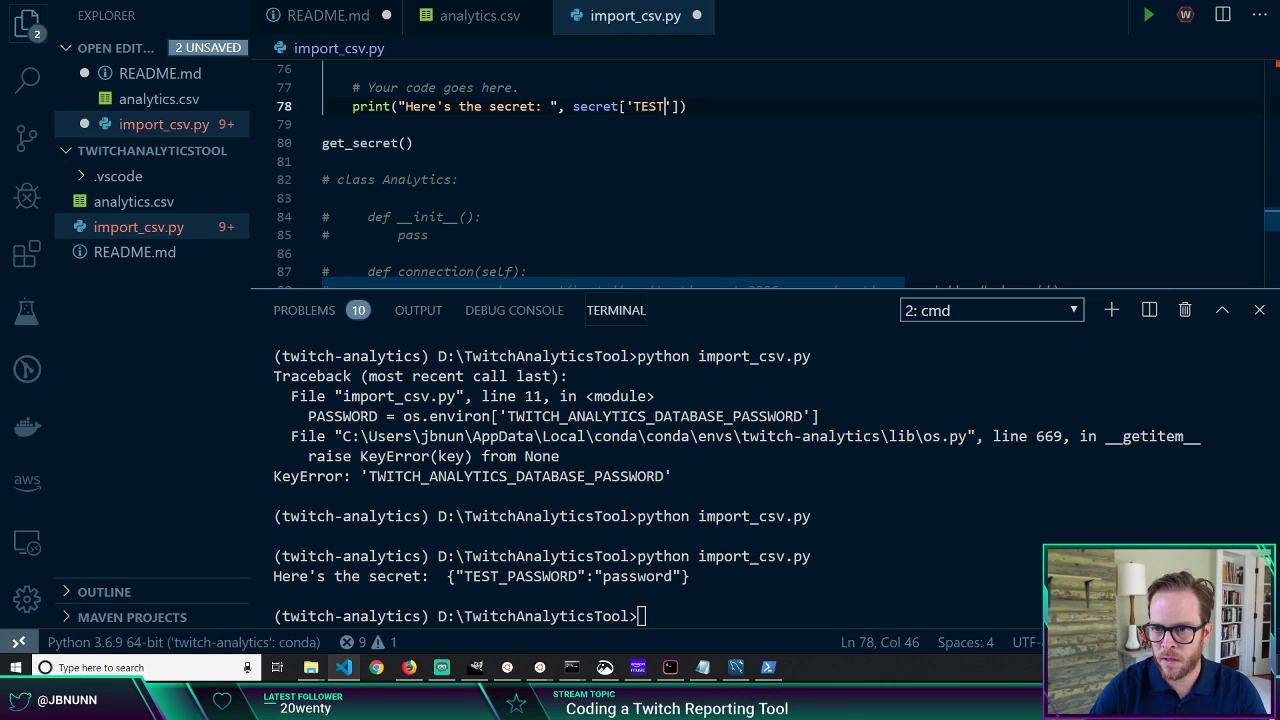 2
EXPLORER
README.md
analytics.csv
import_csv.py
OPEN EDIT...
2 UNSAVED
README.md
analytics.csv
import_csv.py
9+
TWITCHANALYTICSTOOL
.vscode
analytics.csv
import_csv.py
9+
README.md
OUTLINE
MAVEN PROJECTS
aws
import_csv.py
76
77 # Your code goes here.
78 print("Here's the secret: ", secret['TEST'])
79
80 get_secret()
81
82 # class Analytics:
83
84 # def __init__():
85 # pass
86
87 # def connection(self):
PROBLEMS 10 OUTPUT DEBUG CONSOLE TERMINAL
2: cmd
(twitch-analytics) D:\TwitchAnalyticsTool>python import_csv.py
Traceback (most recent call last):
File "import_csv.py", line 11, in <module>
PASSWORD = os.environ['TWITCH_ANALYTICS_DATABASE_PASSWORD']
File "C:\Users\jbnun\AppData\Local\conda\conda\envs\twitch-analytics\lib\os.py", line 669, in __getitem__
raise KeyError(key) from None
KeyError: 'TWITCH_ANALYTICS_DATABASE_PASSWORD'
(twitch-analytics) D:\TwitchAnalyticsTool>python import_csv.py
(twitch-analytics) D:\TwitchAnalyticsTool>python import_csv.py
Here's the secret:  {"TEST_PASSWORD":"password"}
(twitch-analytics) D:\TwitchAnalyticsTool>
Python 3.6.9 64-bit ('twitch-analytics': conda) 9 1
Ln 78, Col 46 Spaces: 4 UTF-
Type here to search
@JBNUNN
LATEST FOLLOWER
20wenty
STREAM TOPIC
Coding a Twitch Reporting Tool